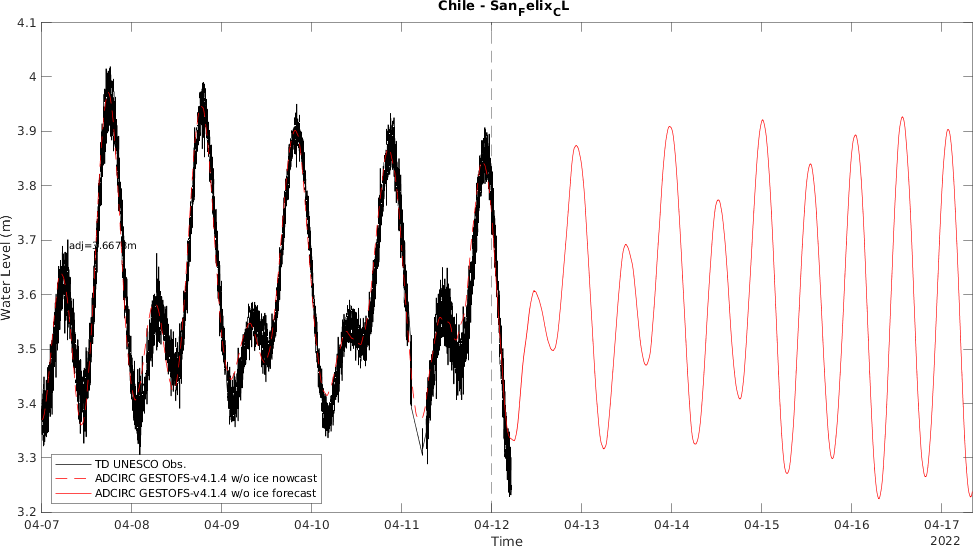 Chile - SanFelixCL
4.1
4
3.9
3.8
3.7
3.6
3.5
3.4
3.3
3.2
Water Level (m)
adj=3.6673m
TD UNESCO Obs.
ADCIRC GESTOFS-v4.1.4 w/o ice nowcast
ADCIRC GESTOFS-v4.1.4 w/o ice forecast
04-07 04-08 04-09 04-10 04-11 04-12 04-13 04-14 04-15 04-16 04-17
Time
2022